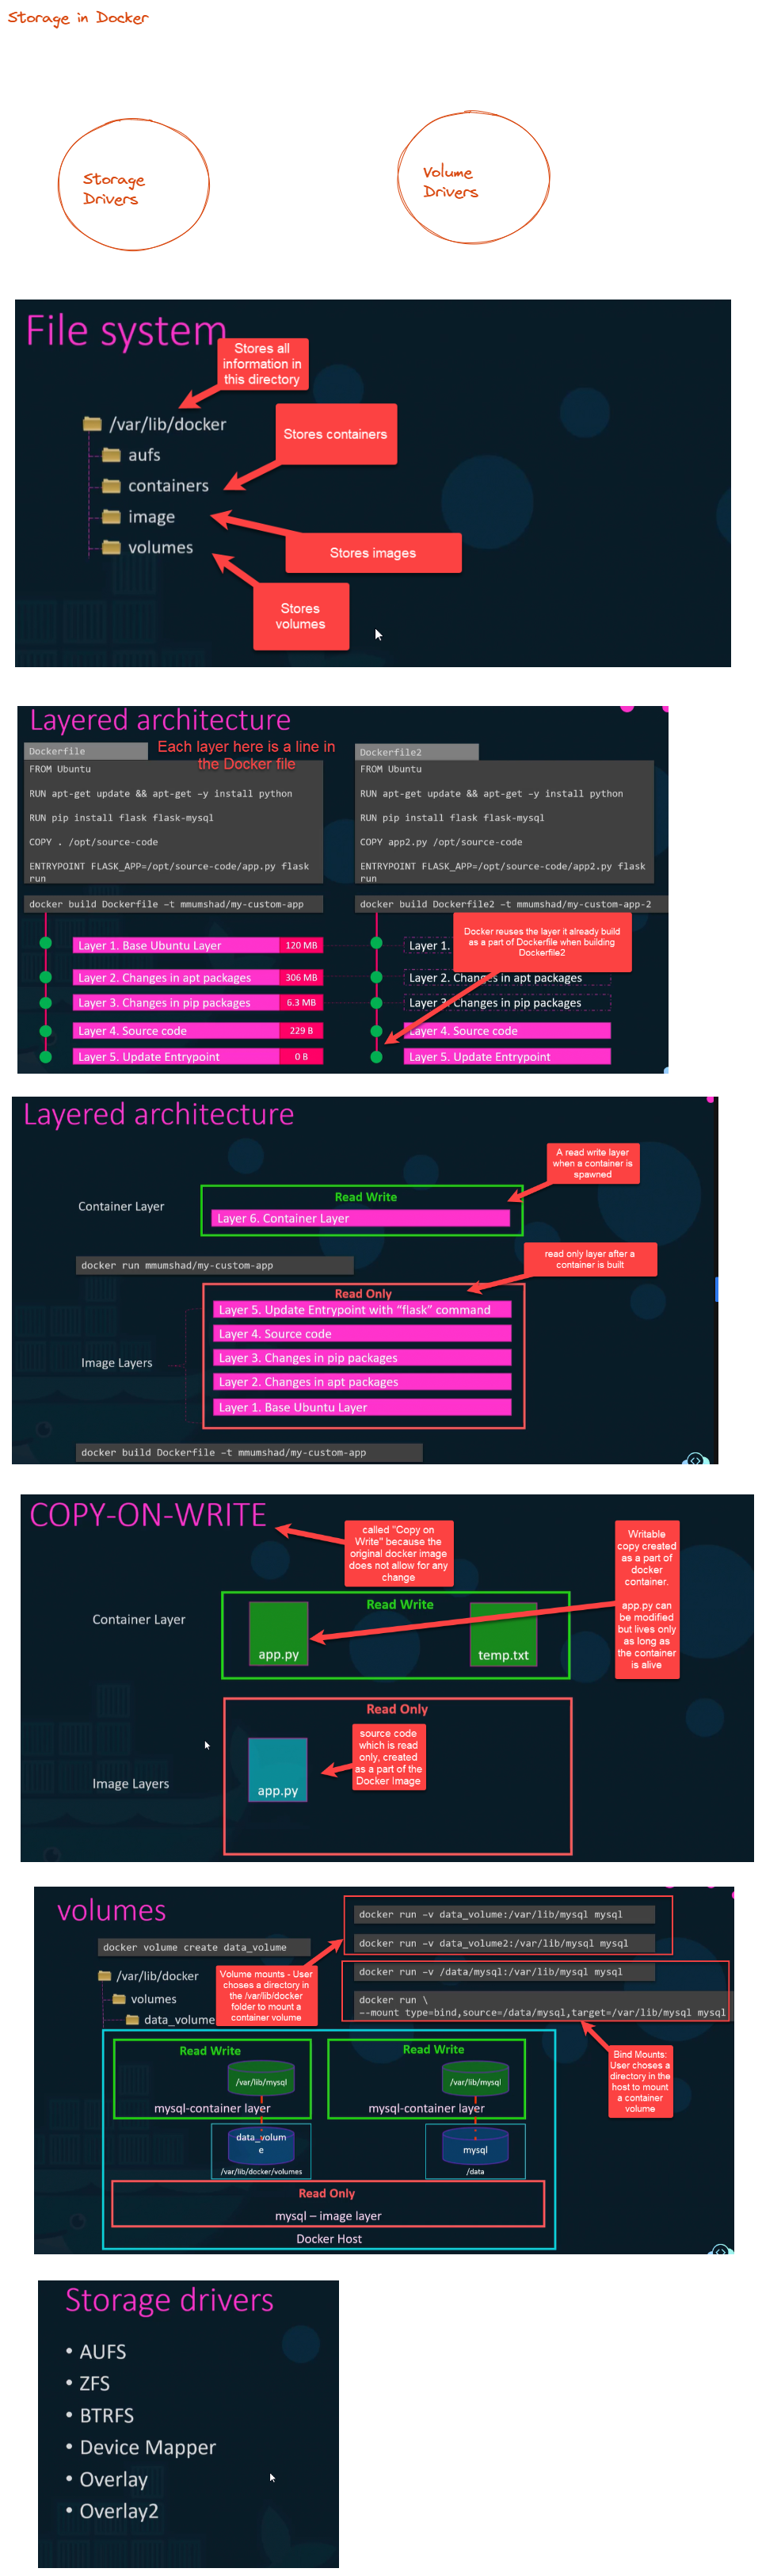 Storage in Docker
Storage
Drivers
Volume
Drivers
File system
Stores all
information in
this directory
/var/lib/docker
Stores containers
aufs
containers
image
Stores images
volumes
Stores
volumes
Layered architecture
Each layer here is a line in
the Docker file
Dockerfile
FROM Ubuntu
RUN apt-get update && apt-get –y install python
RUN pip install flask flask-mysql
COPY . /opt/source-code
ENTRYPOINT FLASK_APP=/opt/source-code/app.py flask
run
docker build Dockerfile –t mmumshad/my-custom-app
Layer 1. Base Ubuntu Layer 120 MB
Layer 2. Changes in apt packages 306 MB
Layer 3. Changes in pip packages 6.3 MB
Layer 4. Source code 229 B
Layer 5. Update Entrypoint 0 B
Dockerfile2
FROM Ubuntu
RUN apt-get update && apt-get –y install python
RUN pip install flask flask-mysql
COPY app2.py /opt/source-code
ENTRYPOINT FLASK_APP=/opt/source-code/app2.py flask
run
docker build Dockerfile2 –t mmumshad/my-custom-app-2
Docker reuses the layer it already build
as a part of Dockerfile when building
Dockerfile2
Layer 1.
Layer 2. Changes in apt packages
Layer 3. Changes in pip packages
Layer 4. Source code
Layer 5. Update Entrypoint
Layered architecture
A read write layer
when a container is
spawned
Container Layer
Read Write
Layer 6. Container Layer
read only layer after a
container is built
docker run mmumshad/my-custom-app
Read Only
Layer 5. Update Entrypoint with “flask” command
Layer 4. Source code
Layer 3. Changes in pip packages
Image Layers
Layer 2. Changes in apt packages
Layer 1. Base Ubuntu Layer
docker build Dockerfile –t mmumshad/my-custom-app
COPY-ON-WRITE
called "Copy on
Write" because the
original docker image
does not allow for any
change
Writable
copy created
as a part of
docker
container.
app.py can
be modified
but lives only
as long as
the container
is alive
Container Layer
Read Write
app.py
temp.txt
Read Only
source code
which is read
only, created
as a part of the
Docker Image
Image Layers
app.py
volumes
docker volume create data_volume
/var/lib/docker
volumes
data_volume
Volume mounts - User
choses a directory in
the /var/lib/docker
folder to mount a
container volume
docker run –v data_volume:/var/lib/mysql mysql
docker run –v data_volume2:/var/lib/mysql mysql
docker run –v /data/mysql:/var/lib/mysql mysql
docker run \
--mount type=bind,source=/data/mysql,target=/var/lib/mysql mysql
Bind Mounts:
User choses a
directory in the
host to mount
a container
volume
Read Write
/var/lib/mysql
mysql-container layer
data_volum
e
/var/lib/docker/volumes
Read Write
/var/lib/mysql
mysql-container layer
mysql
/data
Read Only
mysql – image layer
Docker Host
Storage drivers
• AUFS
• ZFS
• BTRFS
• Device Mapper
• Overlay
• Overlay2